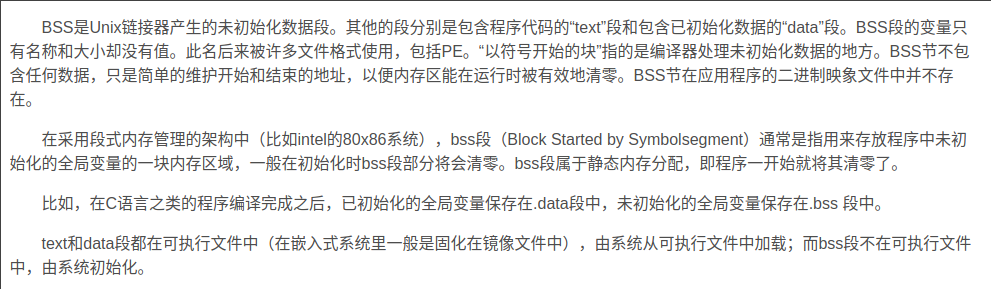 BSS是Unix链接器产生的未初始化数据段。其他的段分别是包含程序代码的“text”段和包含已初始化数据的“data”段。BSS段的变量只
有名称和大小却没有值。此名后来被许多文件格式使用，包括PE。“以符号开始的块”指的是编译器处理未初始化数据的地方。BSS节不包
含任何数据，只是简单的维护开始和结束的地址，以便内存区能在运行时被有效地清零。BSS节在应用程序的二进制映象文件中并不存
在。
在采用段式内存管理的架构中（比如intel的80x86系统），bss段（Block Started by Symbolsegment）通常是指用来存放程序中未初
始化的全局变量的一块内存区域，一般在初始化时bss段部分将会清零。bss段属于静态内存分配，即程序一开始就将其清零了。
比如，在C语言之类的程序编译完成之后，已初始化的全局变量保存在.data段中，未初始化的全局变量保存在.bss 段中。
text和data段都在可执行文件中（在嵌入式系统里一般是固化在镜像文件中），由系统从可执行文件中加载；而bss段不在可执行文件
中，由系统初始化。